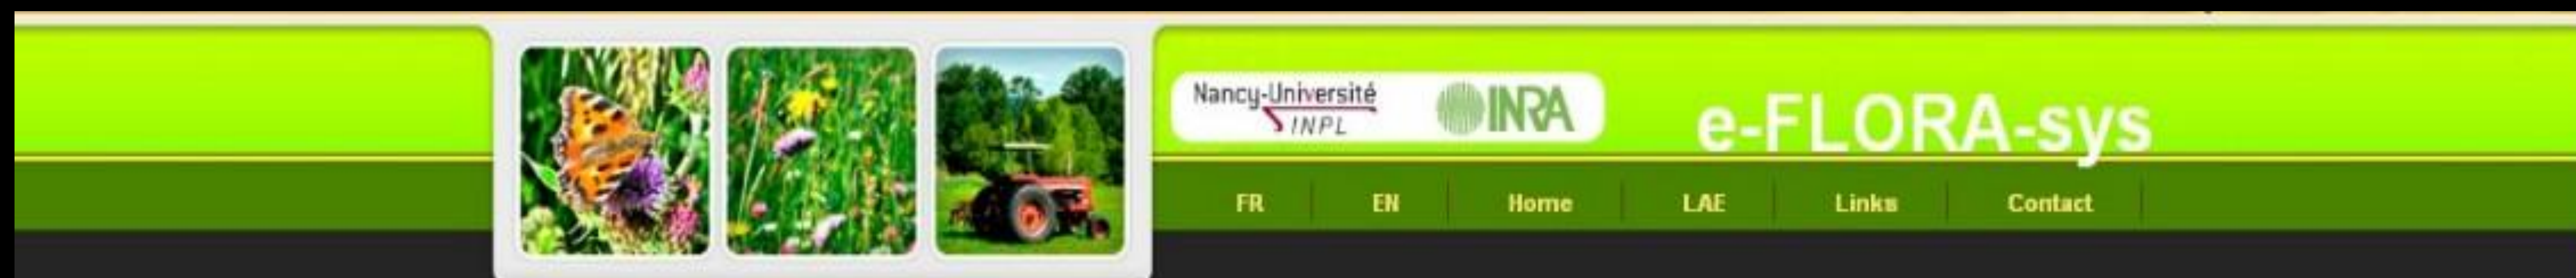 Nancy-Université
INPL
INRA
e-FLORA-sys
FR EN Home LAE Links Contact